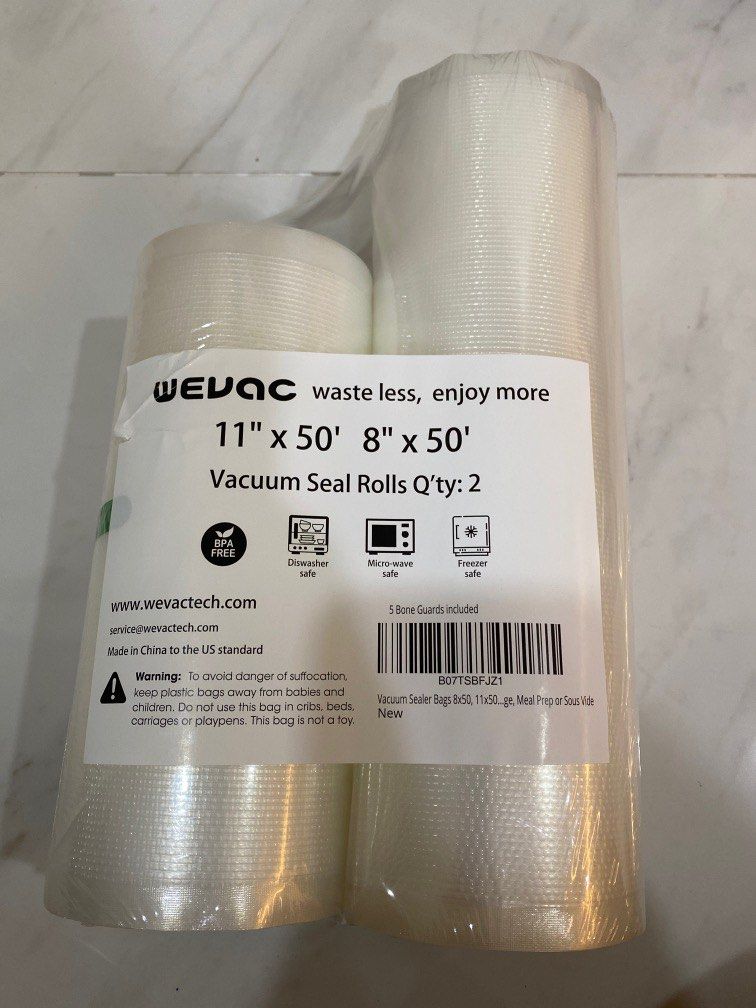 wevac waste less, enjoy more
11" x 50' 8" x 50'
Vacuum Seal Rolls Q'ty: 2
BPA
FREE
Diswasher
safe
Micro-wave
safe
Freezer
safe
www.wevactech.com
service@wevactech.com
Made in China to the US standard
Warning: To avoid danger of suffocation,
keep plastic bags away from babies and
children. Do not use this bag in cribs, beds,
carriages or playpens. This bag is not a toy.
5 Bone Guards included
B07TSBFJZ1
Vacuum Sealer Bags 8x50, 11x50...ge, Meal Prep or Sous Vide
New